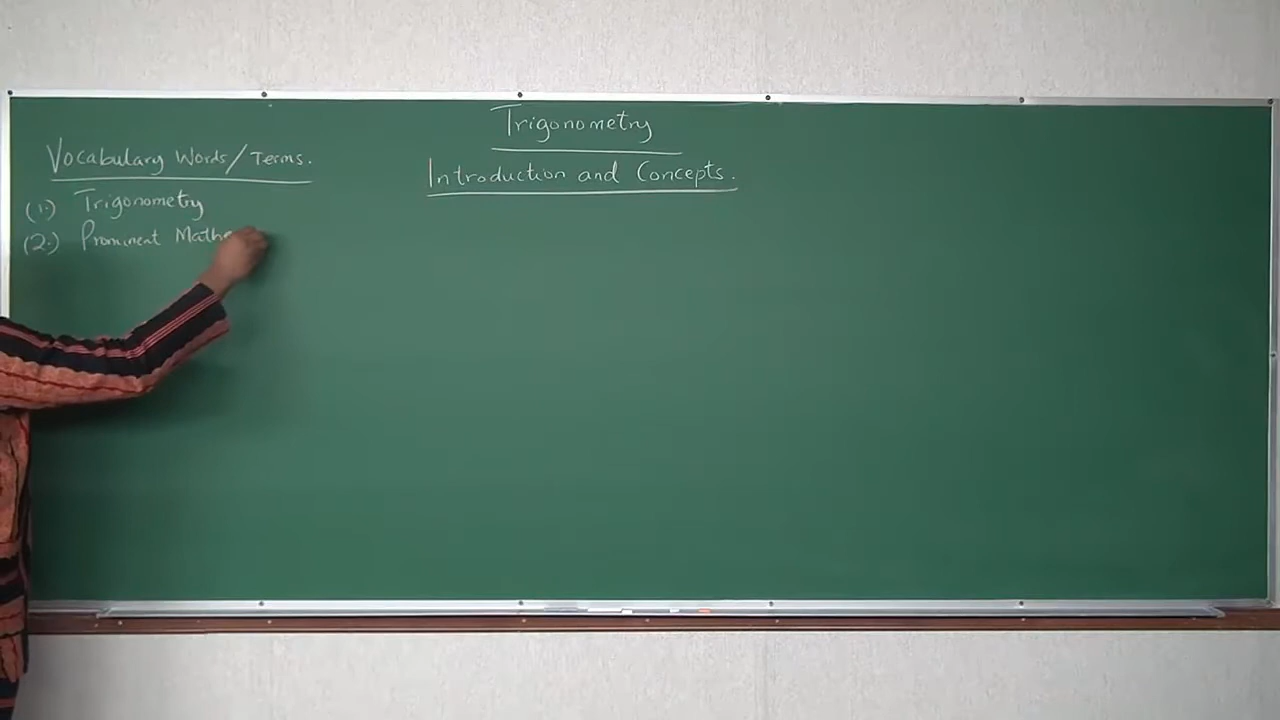 Trigonometry
Introduction and Concepts.
Vocabulary Words/Terms.
(1.) Trigonometry
(2.) Prominent Mathe